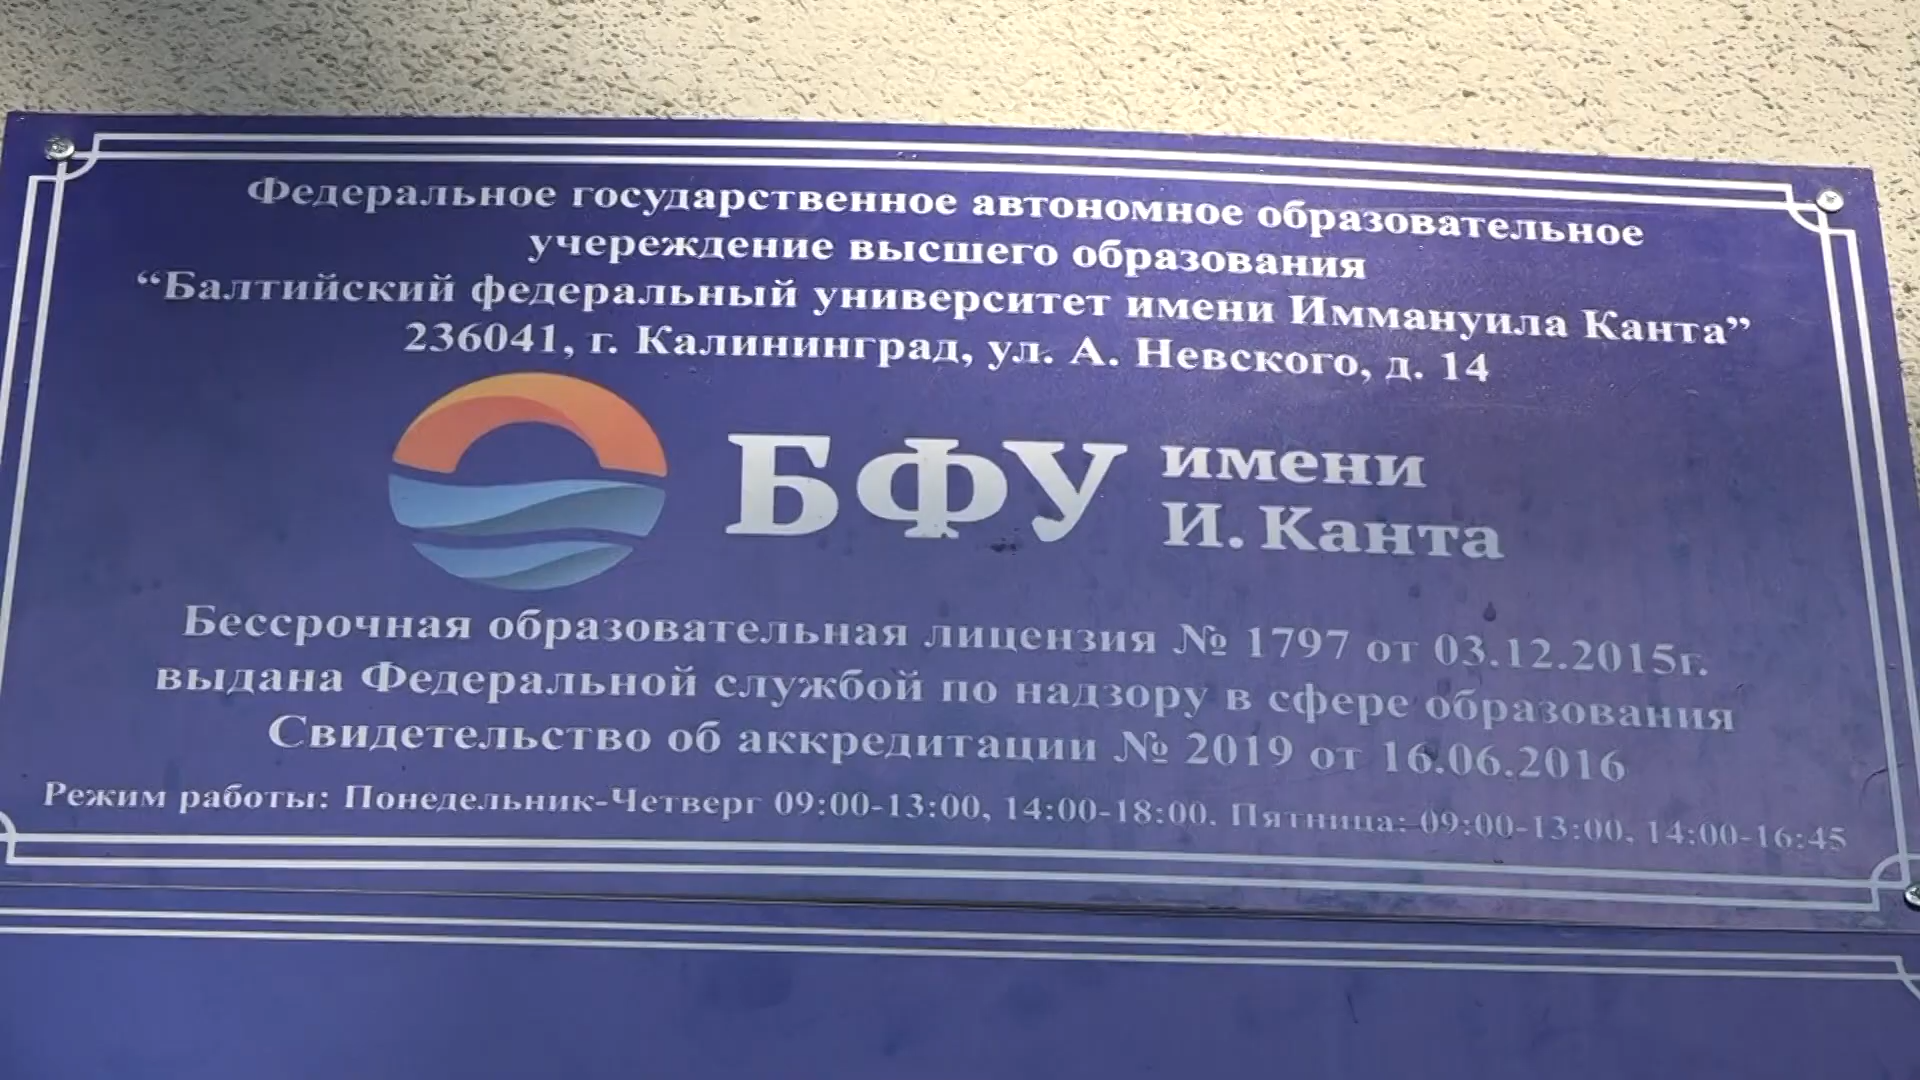 Федеральное государственное автономное образовательное
учереждение высшего образования
“Балтийский федеральный университет имени Иммануила Канта”
236041, г. Калининград, ул. А. Невского, д. 14
БФУ имени
И. Канта
Бессрочная образовательная лицензия № 1797 от 03.12.2015г.
выдана Федеральной службой по надзору в сфере образования
Свидетельство об аккредитации № 2019 от 16.06.2016
Режим работы: Понедельник-Четверг 09:00-13:00, 14:00-18:00. Пятница: 09:00-13:00, 14:00-16:45